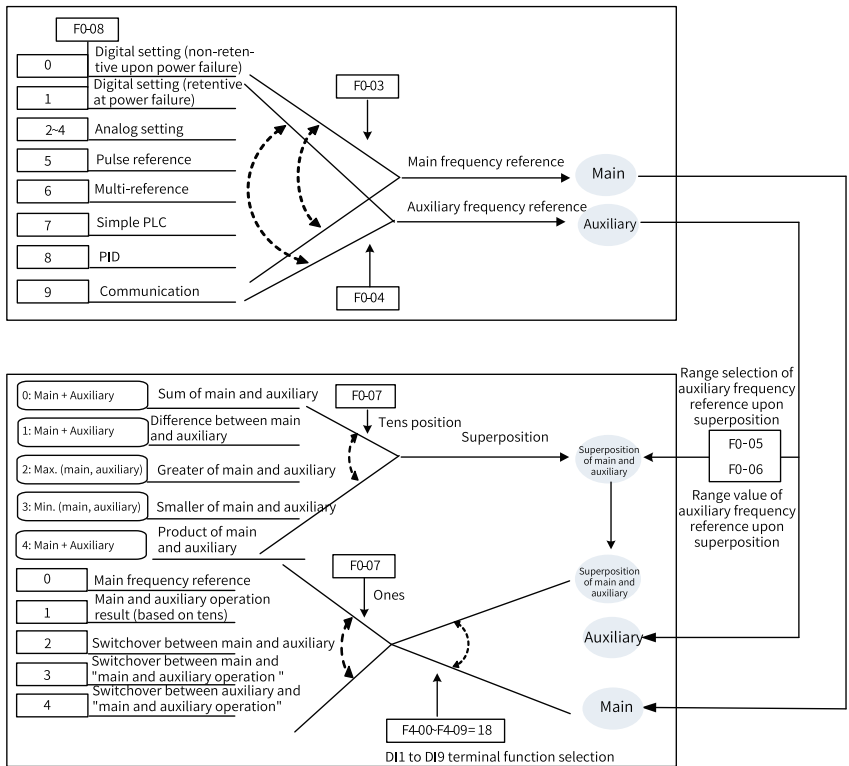 F0-08
0
Digital setting (non-reten-
tive upon power failure)
1
Digital setting (retentive
at power failure)
2~4
Analog setting
5
Pulse reference
6
Multi-reference
7
Simple PLC
8
PID
9
Communication
F0-03
F0-04
Main frequency reference
Main
Auxiliary frequency reference
Auxiliary
0: Main + Auxiliary
Sum of main and auxiliary
1: Main + Auxiliary
Difference between main
and auxiliary
2: Max. (main, auxiliary)
Greater of main and auxiliary
3: Min. (main, auxiliary)
Smaller of main and auxiliary
4: Main + Auxiliary
Product of main
and auxiliary
F0-07
Tens position
Superposition
Superposition
of main and
auxiliary
Range selection of
auxiliary frequency
reference upon
superposition
F0-05
F0-06
Range value of
auxiliary frequency
reference upon
superposition
0
Main frequency reference
1
Main and auxiliary operation
result (based on tens)
2
Switchover between main and auxiliary
3
Switchover between main and
"main and auxiliary operation "
4
Switchover between auxiliary and
"main and auxiliary operation"
F0-07
Ones
Superposition
of main and
auxiliary
Auxiliary
Main
F4-00~F4-09= 18
DI1 to DI9 terminal function selection